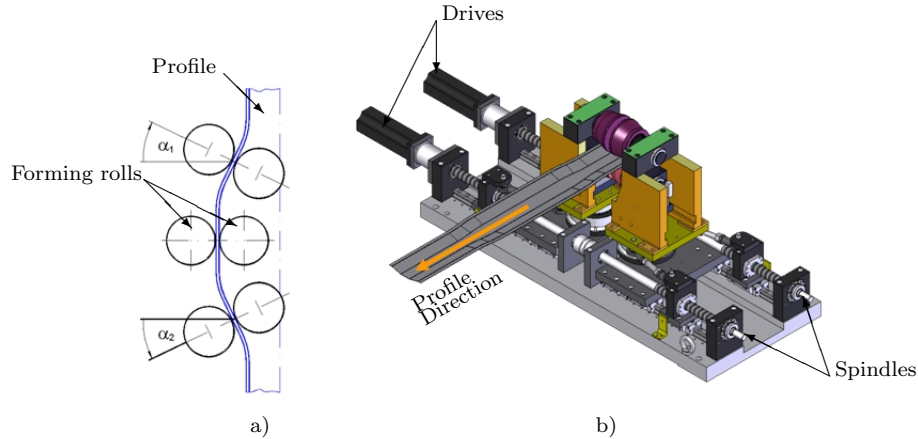 Drives
Profile
α1
Forming rolls
α2
Profile
Direction
Spindles
a)
b)